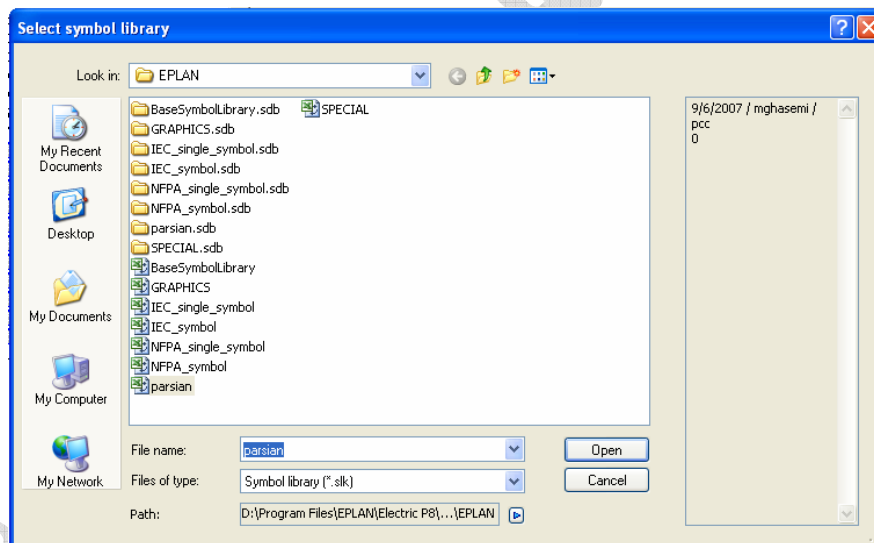 Select symbol library
Look in:
EPLAN
My Recent
Documents
Desktop
My Documents
My Computer
My Network
BaseSymbolLibrary.sdb
GRAPHICS.sdb
IEC_single_symbol.sdb
IEC_symbol.sdb
NFPA_single_symbol.sdb
NFPA_symbol.sdb
parsian.sdb
SPECIAL.sdb
BaseSymbolLibrary
GRAPHICS
IEC_single_symbol
IEC_symbol
NFPA_single_symbol
NFPA_symbol
parsian
SPECIAL
9/6/2007 / mghasemi /
pcc
0
File name:
parsian
Open
Files of type:
Symbol library (*.slk)
Cancel
Path:
D:\Program Files\EPLAN\Electric P8\...\EPLAN